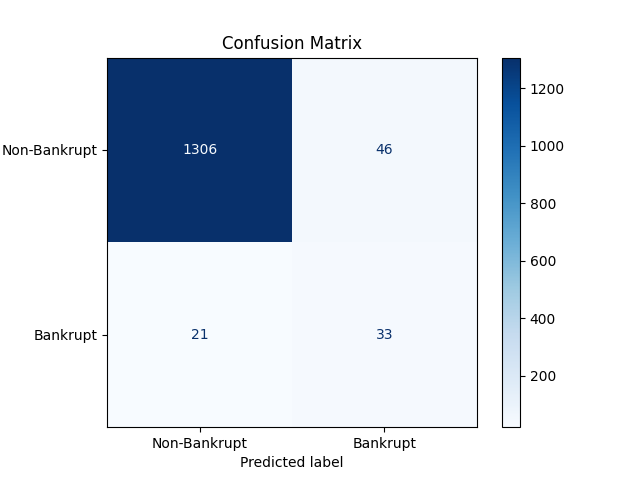 Confusion Matrix
Non-Bankrupt 1306 46
Bankrupt 21 33
Non-Bankrupt Bankrupt
Predicted label
1200
1000
800
600
400
200